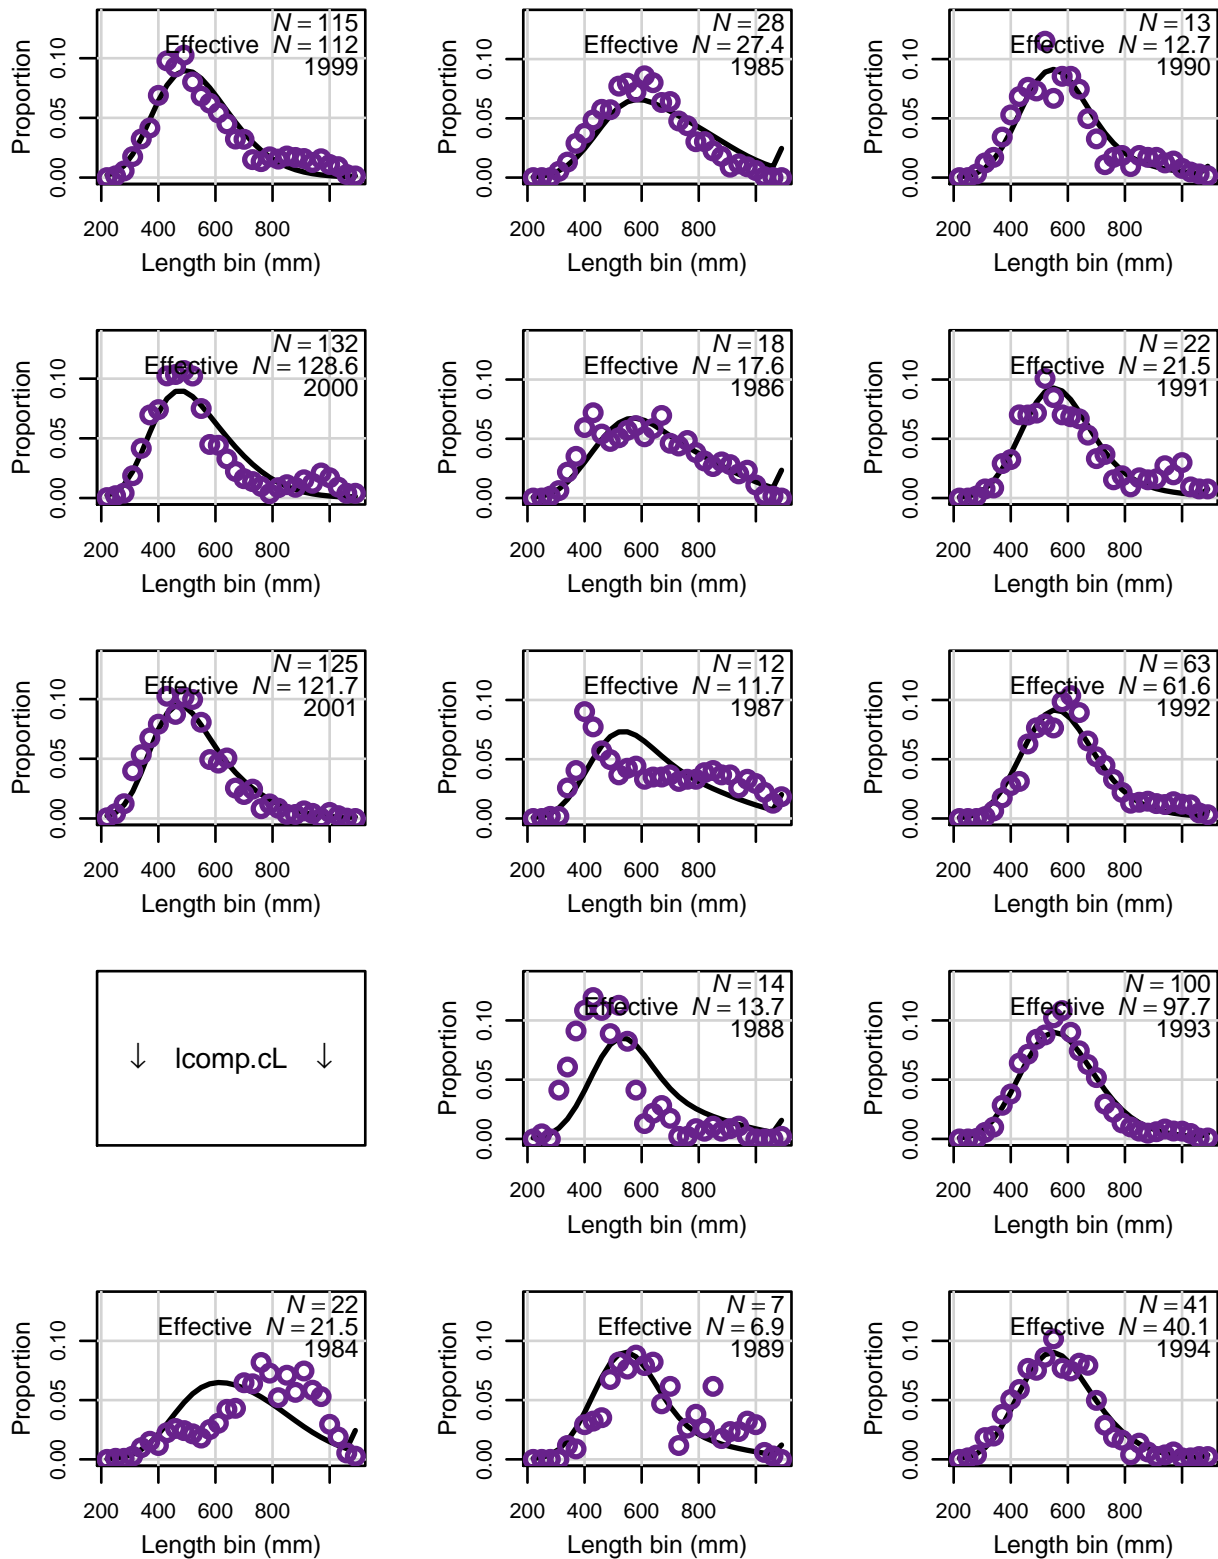 N = 115
Effective N = 112
1999
Proportion
0.00 0.05 0.10
200 400 600 800
Length bin (mm)
N = 28
Effective N = 27.4
1985
Proportion
0.00 0.05 0.10
200 400 600 800
Length bin (mm)
N = 13
Effective N = 12.7
1990
Proportion
0.00 0.05 0.10
200 400 600 800
Length bin (mm)
N = 132
Effective N = 128.6
2000
Proportion
0.00 0.05 0.10
200 400 600 800
Length bin (mm)
N = 18
Effective N = 17.6
1986
Proportion
0.00 0.05 0.10
200 400 600 800
Length bin (mm)
N = 22
Effective N = 21.5
1991
Proportion
0.00 0.05 0.10
200 400 600 800
Length bin (mm)
N = 125
Effective N = 121.7
2001
Proportion
0.00 0.05 0.10
200 400 600 800
Length bin (mm)
N = 12
Effective N = 11.7
1987
Proportion
0.00 0.05 0.10
200 400 600 800
Length bin (mm)
N = 63
Effective N = 61.6
1992
Proportion
0.00 0.05 0.10
200 400 600 800
Length bin (mm)
↓ lcomp.cL ↓
N = 14
Effective N = 13.7
1988
Proportion
0.00 0.05 0.10
200 400 600 800
Length bin (mm)
N = 100
Effective N = 97.7
1993
Proportion
0.00 0.05 0.10
200 400 600 800
Length bin (mm)
N = 22
Effective N = 21.5
1984
Proportion
0.00 0.05 0.10
200 400 600 800
Length bin (mm)
N = 7
Effective N = 6.9
1989
Proportion
0.00 0.05 0.10
200 400 600 800
Length bin (mm)
N = 41
Effective N = 40.1
1994
Proportion
0.00 0.05 0.10
200 400 600 800
Length bin (mm)